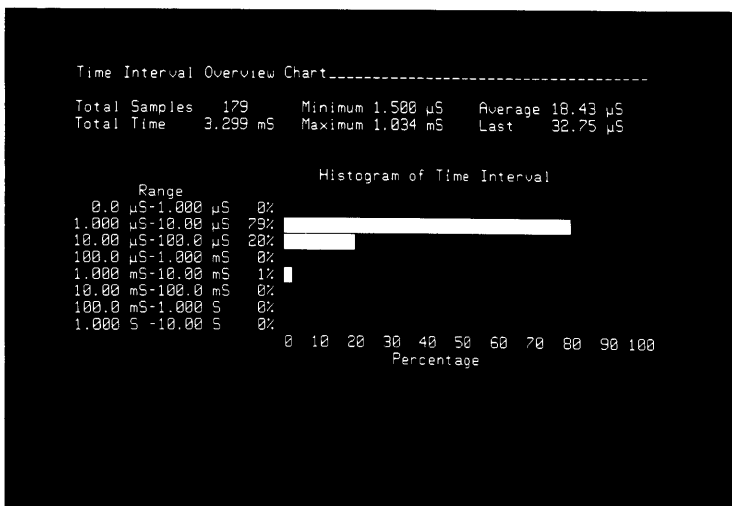 Time Interval Overview Chart___________________________________
Total Samples 179 Minimum 1.500 µS Average 18.43 µS
Total Time 3.299 mS Maximum 1.034 mS Last 32.75 µS
Histogram of Time Interval
Range
0.0 µS-1.000 µS 0%
1.000 µS-10.00 µS 79%
10.00 µS-100.0 µS 20%
100.0 µS-1.000 mS 0%
1.000 mS-10.00 mS 1%
10.00 mS-100.0 mS 0%
100.0 mS-1.000 S 0%
1.000 S -10.00 S 0%
0 10 20 30 40 50 60 70 80 90 100
Percentage